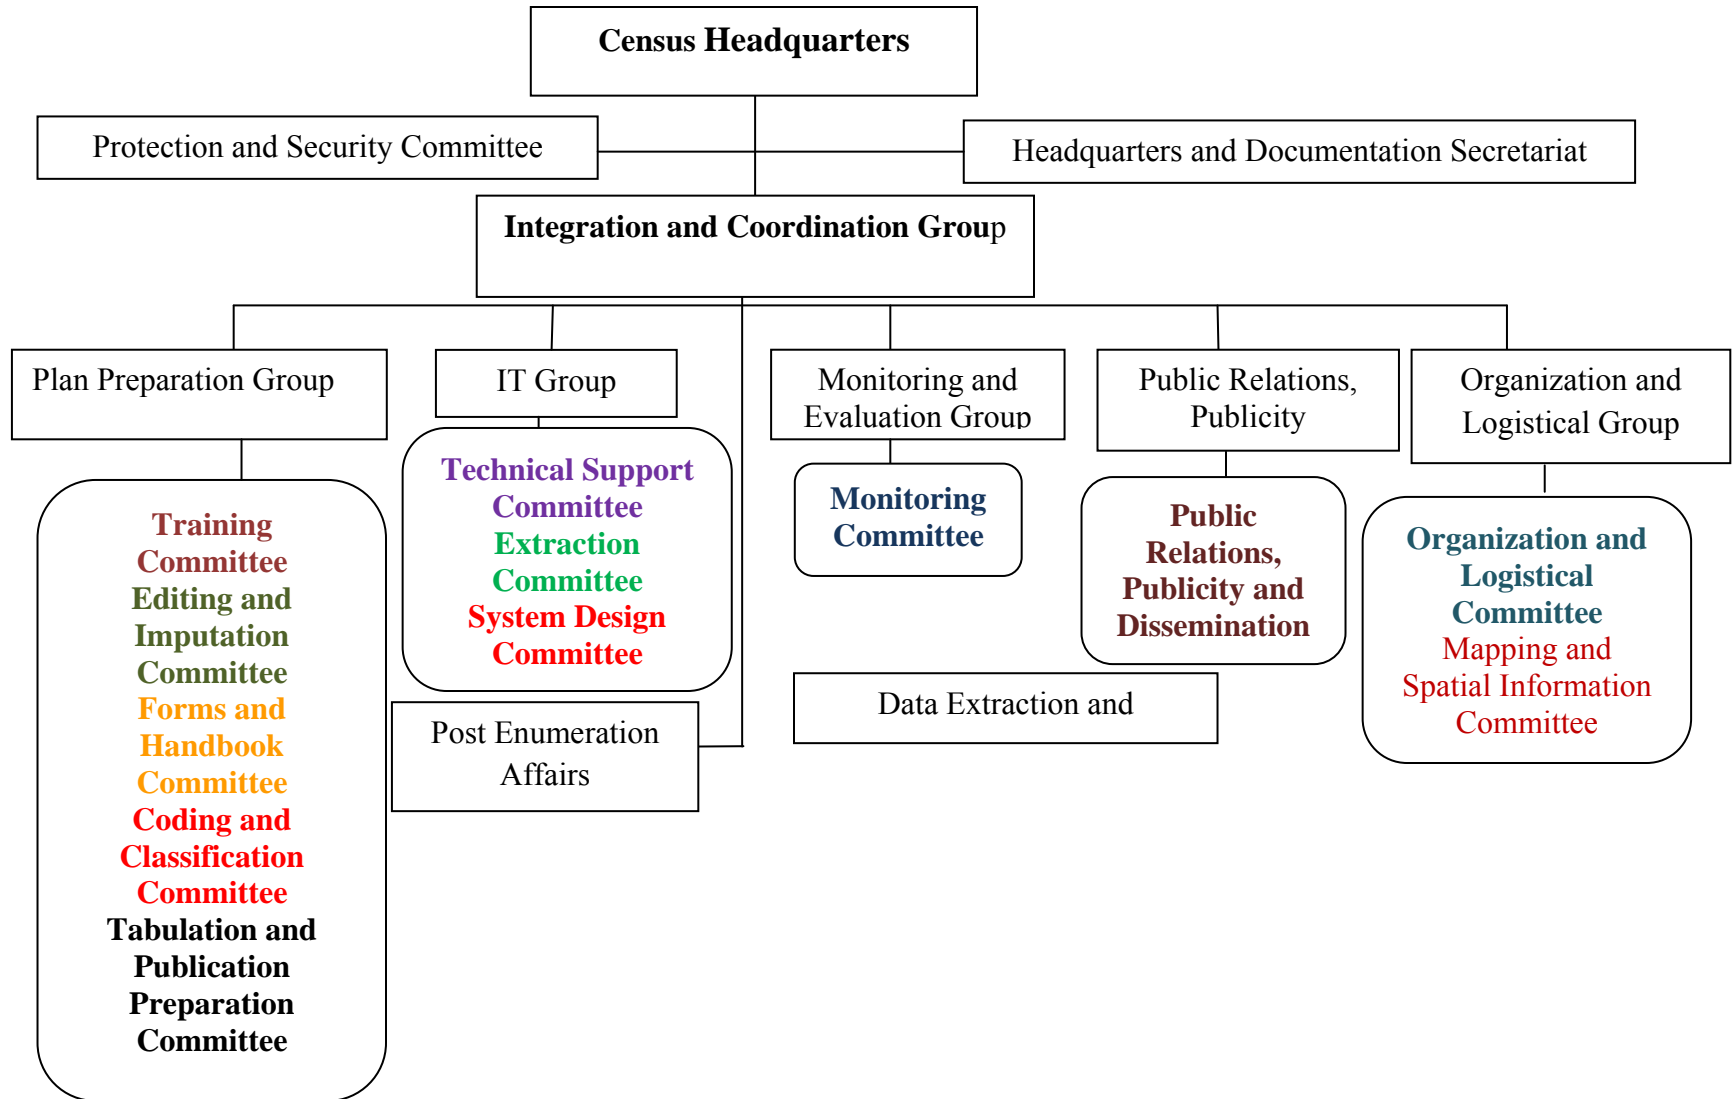 Census Headquarters
Protection and Security Committee
Headquarters and Documentation Secretariat
Integration and Coordination Group
Plan Preparation Group
IT Group
Monitoring and
Evaluation Group
Public Relations,
Publicity
Organization and
Logistical Group
Training
Committee
Editing and
Imputation
Committee
Forms and
Handbook
Committee
Coding and
Classification
Committee
Tabulation and
Publication
Preparation
Committee
Technical Support
Committee
Extraction
Committee
System Design
Committee
Monitoring
Committee
Public
Relations,
Publicity and
Dissemination
Organization and
Logistical
Committee
Mapping and
Spatial Information
Committee
Post Enumeration
Affairs
Data Extraction and